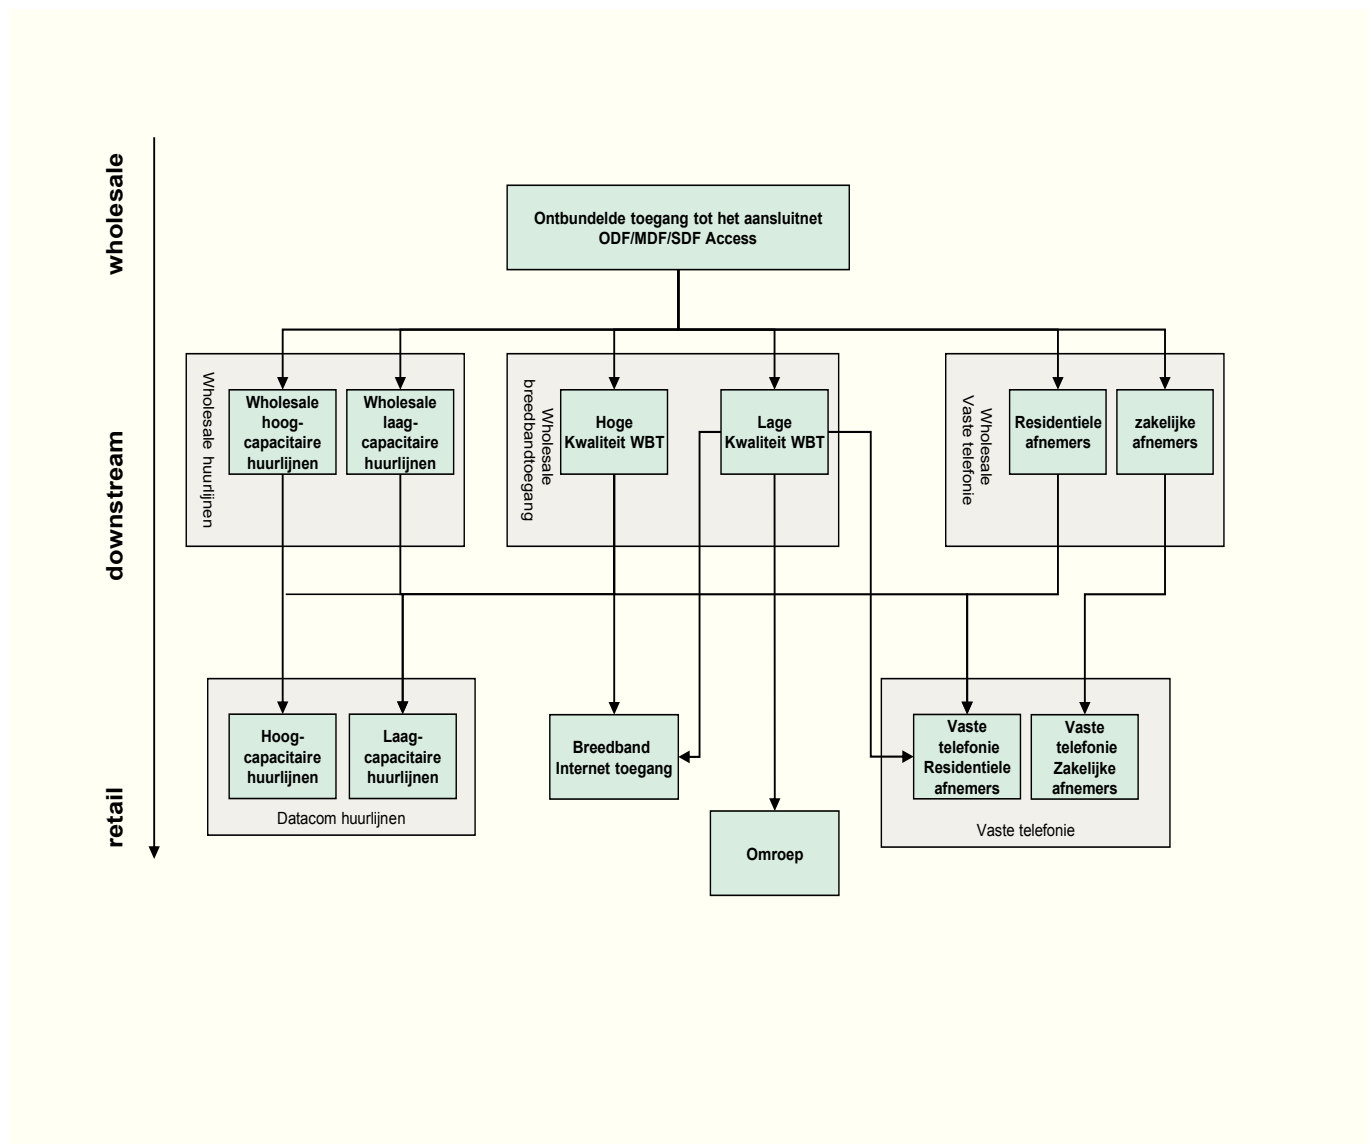 wholesale
downstream
retail
Ontbundelde toegang tot het aansluitnet
ODF/MDF/SDF Access
Wholesale huurlijnen
Wholesale
hoog-
capacitaire
huurlijnen
Wholesale
laag-
capacitaire
huurlijnen
Wholesale
breedbandtoegang
Hoge
Kwaliteit WBT
Lage
Kwaliteit WBT
Wholesale
Vaste telefonie
Residentiele
afnemers
zakelijke
afnemers
Hoog-
capacitaire
huurlijnen
Laag-
capacitaire
huurlijnen
Datacom huurlijnen
Breedband
Internet toegang
Omroep
Vaste
telefonie
Residentiele
afnemers
Vaste
telefonie
Zakelijke
afnemers
Vaste telefonie